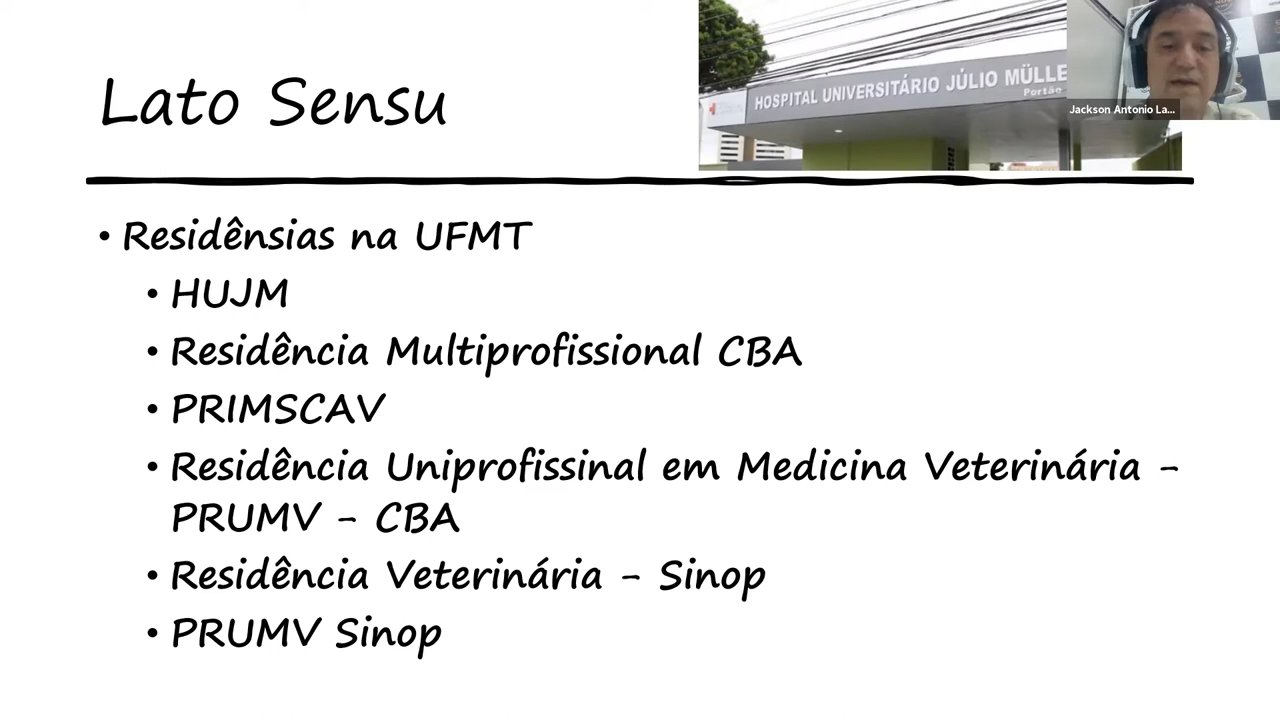 Lato Sensu
HOSPITAL UNIVERSITÁRIO JÚLIO MÜLLE
Portão
Jackson Antonio La...
• Residênsias na UFMT
• HUJM
• Residência Multiprofissional CBA
• PRIMSCAV
• Residência Uniprofissinal em Medicina Veterinária -
PRUMV - CBA
• Residência Veterinária - Sinop
• PRUMV Sinop